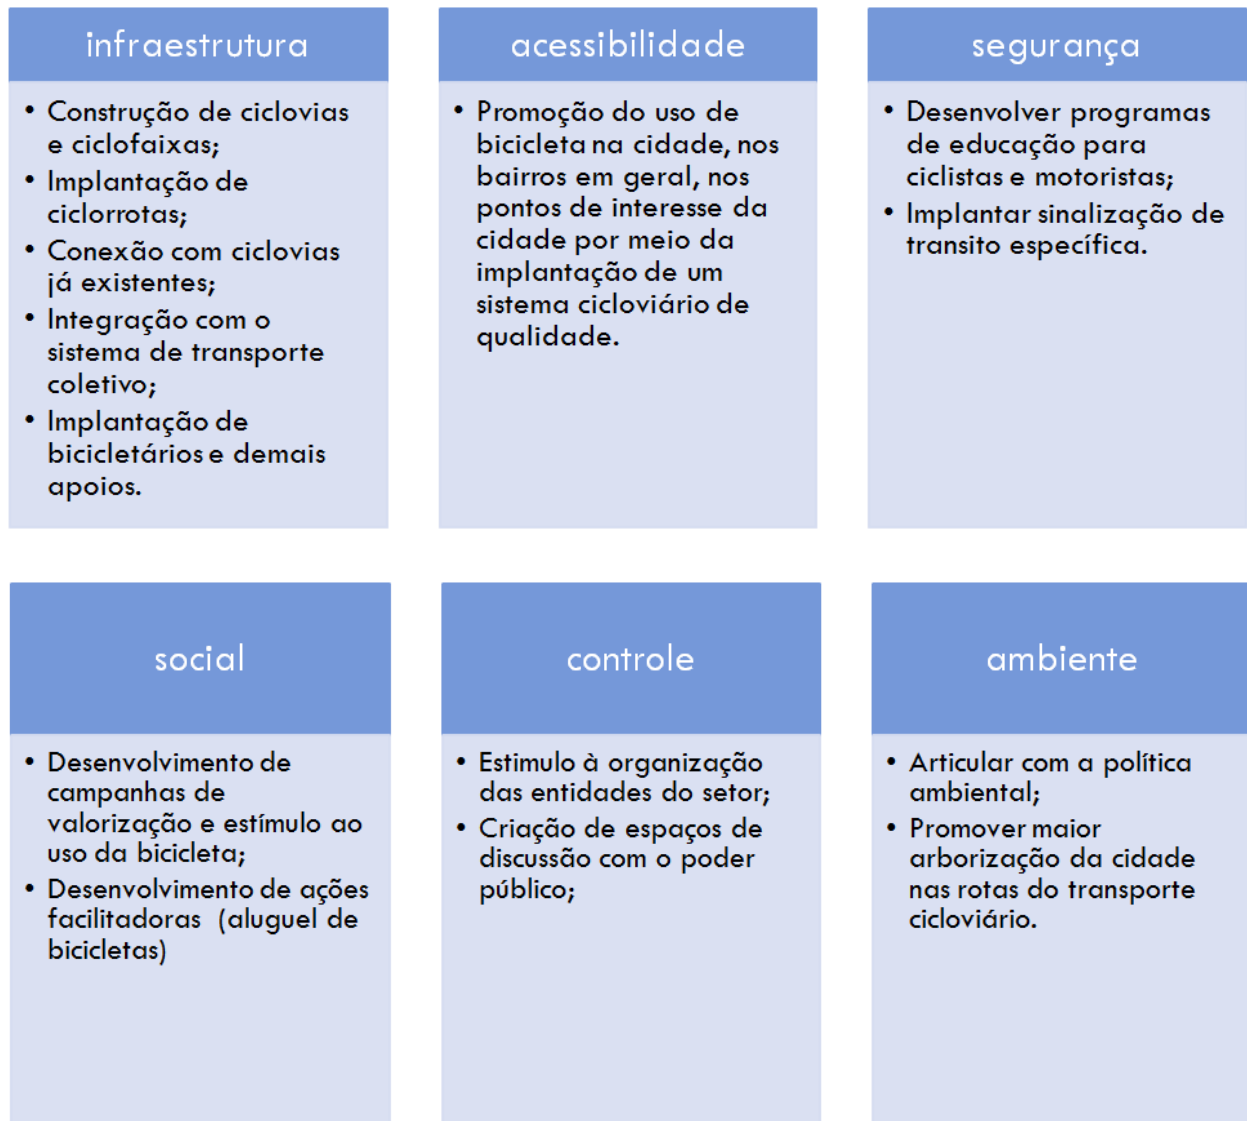 infraestrutura
• Construção de ciclovias
e ciclofaixas;
• Implantação de
ciclorrotas;
• Conexão com ciclovias
já existentes;
• Integração com o
sistema de transporte
coletivo;
• Implantação de
bicicletários e demais
apoios.
acessibilidade
• Promoção do uso de
bicicleta na cidade, nos
bairros em geral, nos
pontos de interesse da
cidade por meio da
implantação de um
sistema cicloviário de
qualidade.
segurança
• Desenvolver programas
de educação para
ciclistas e motoristas;
• Implantar sinalização de
transito específica.
social
• Desenvolvimento de
campanhas de
valorização e estímulo ao
uso da bicicleta;
• Desenvolvimento de ações
facilitadoras (aluguel de
bicicletas)
controle
• Estimulo à organização
das entidades do setor;
• Criação de espaços de
discussão com o poder
público;
ambiente
• Articular com a política
ambiental;
• Promover maior
arborização da cidade
nas rotas do transporte
cicloviário.